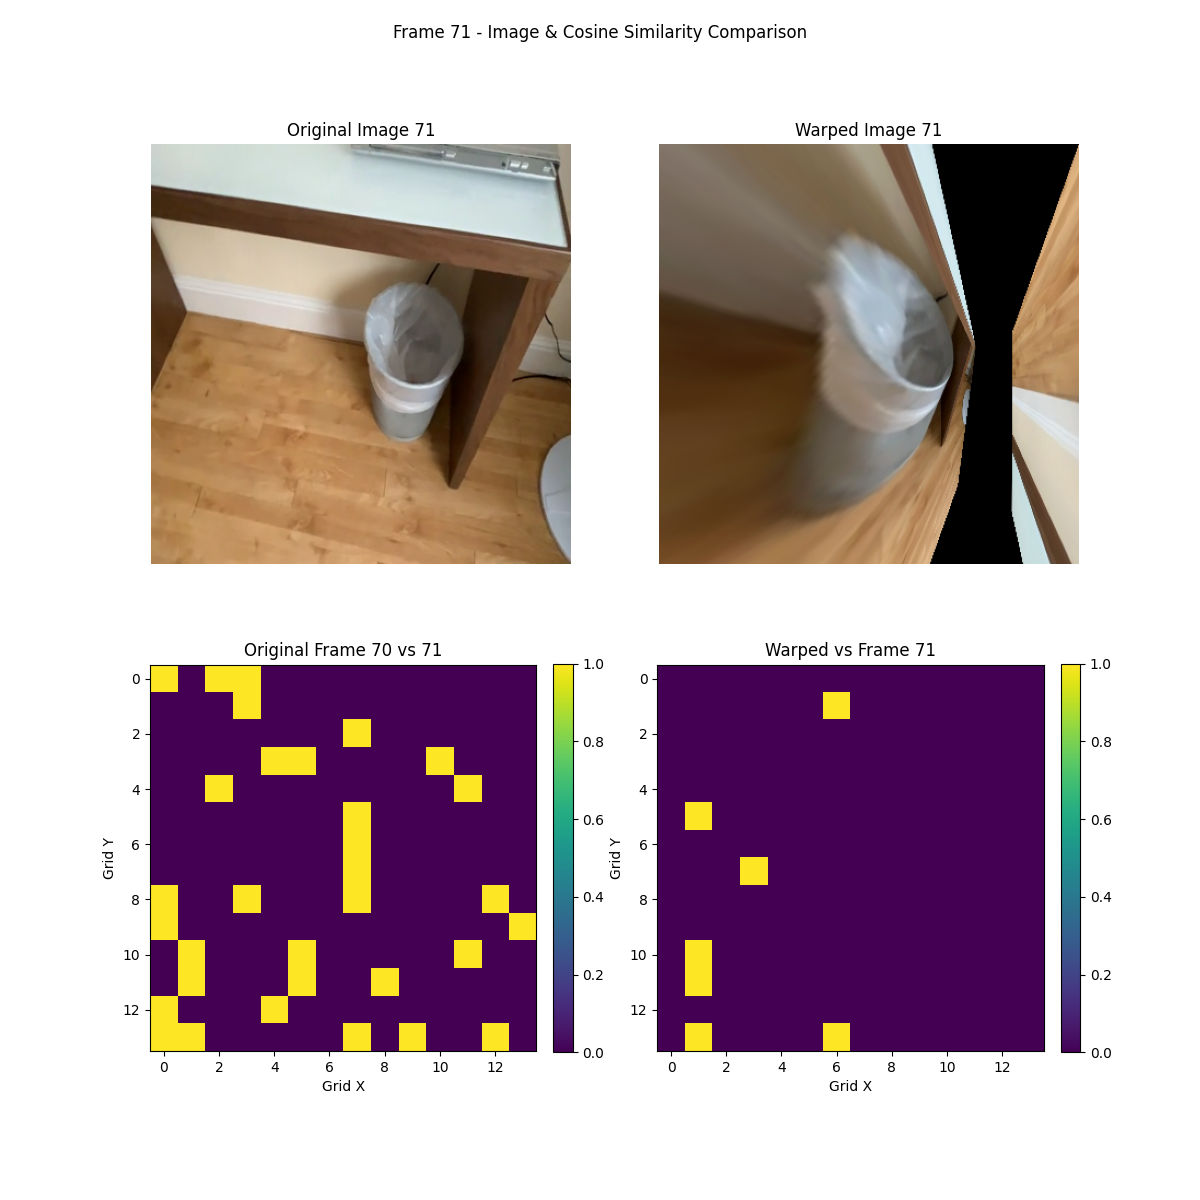 Frame 71 - Image & Cosine Similarity Comparison
Original Image 71
Warped Image 71
Original Frame 70 vs 71
0
2
4
6
8
10
12
Grid Y
0 2 4 6 8 10 12
Grid X
1.0
0.8
0.6
0.4
0.2
0.0
Warped vs Frame 71
0
2
4
6
8
10
12
Grid Y
0 2 4 6 8 10 12
Grid X
1.0
0.8
0.6
0.4
0.2
0.0